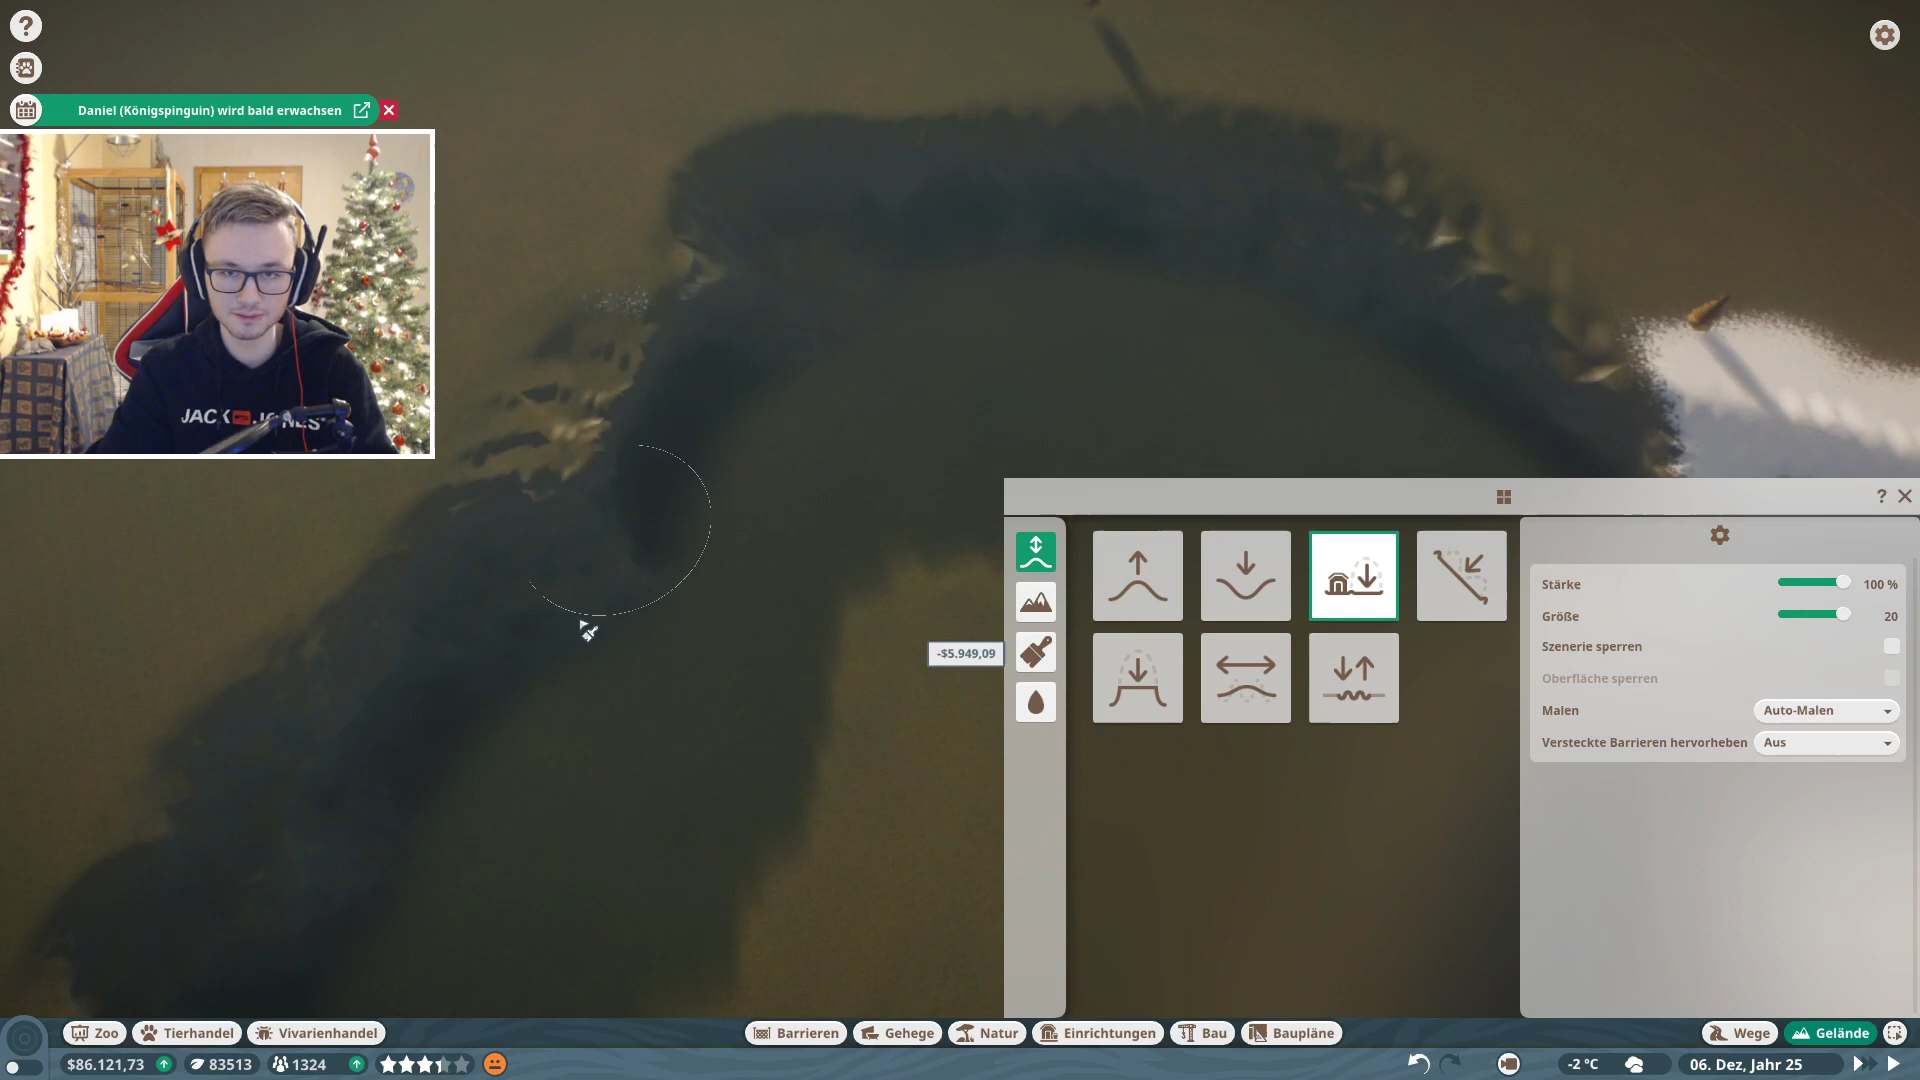 ?
Daniel (Königspinguin) wird bald erwachsen
JACK JONES
? 
Stärke 100 %
Größe 20
Szenerie sperren
Oberfläche sperren
Malen Auto-Malen
Versteckte Barrieren hervorheben Aus
-$5.949,09
Zoo Tierhandel Vivarienhandel Barrieren Gehege Natur Einrichtungen Bau Baupläne Wege Gelände
$86.121,73 83513 1324 -2 °C 06. Dez, Jahr 25